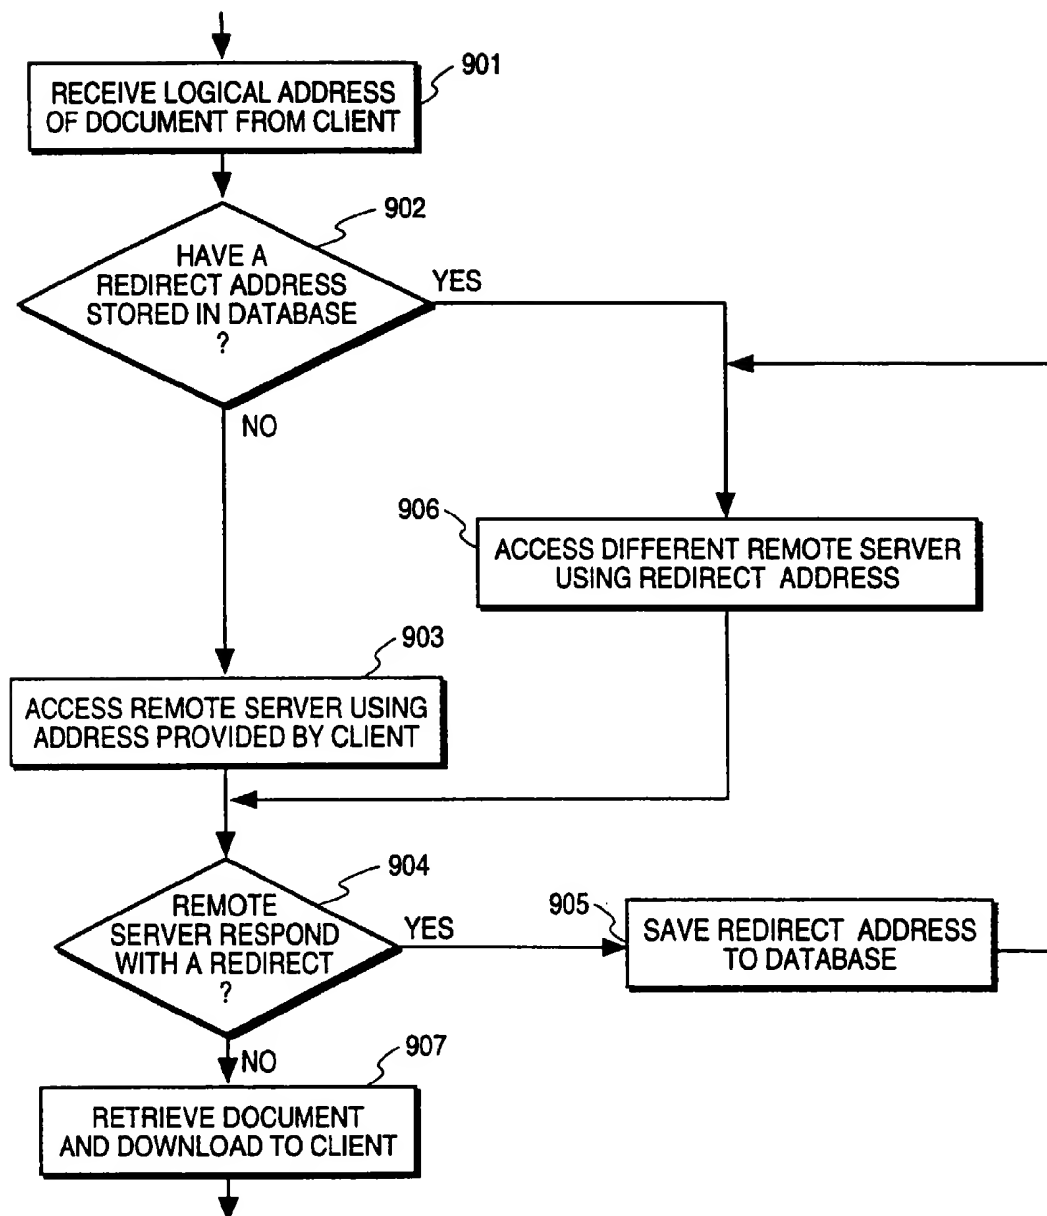 901
RECEIVE LOGICAL ADDRESS
OF DOCUMENT FROM CLIENT
902
HAVE A
REDIRECT ADDRESS
STORED IN DATABASE
?
YES
NO
906
ACCESS DIFFERENT REMOTE SERVER
USING REDIRECT ADDRESS
903
ACCESS REMOTE SERVER USING
ADDRESS PROVIDED BY CLIENT
904
REMOTE
SERVER RESPOND
WITH A REDIRECT
?
YES
905
SAVE REDIRECT ADDRESS
TO DATABASE
NO
907
RETRIEVE DOCUMENT
AND DOWNLOAD TO CLIENT